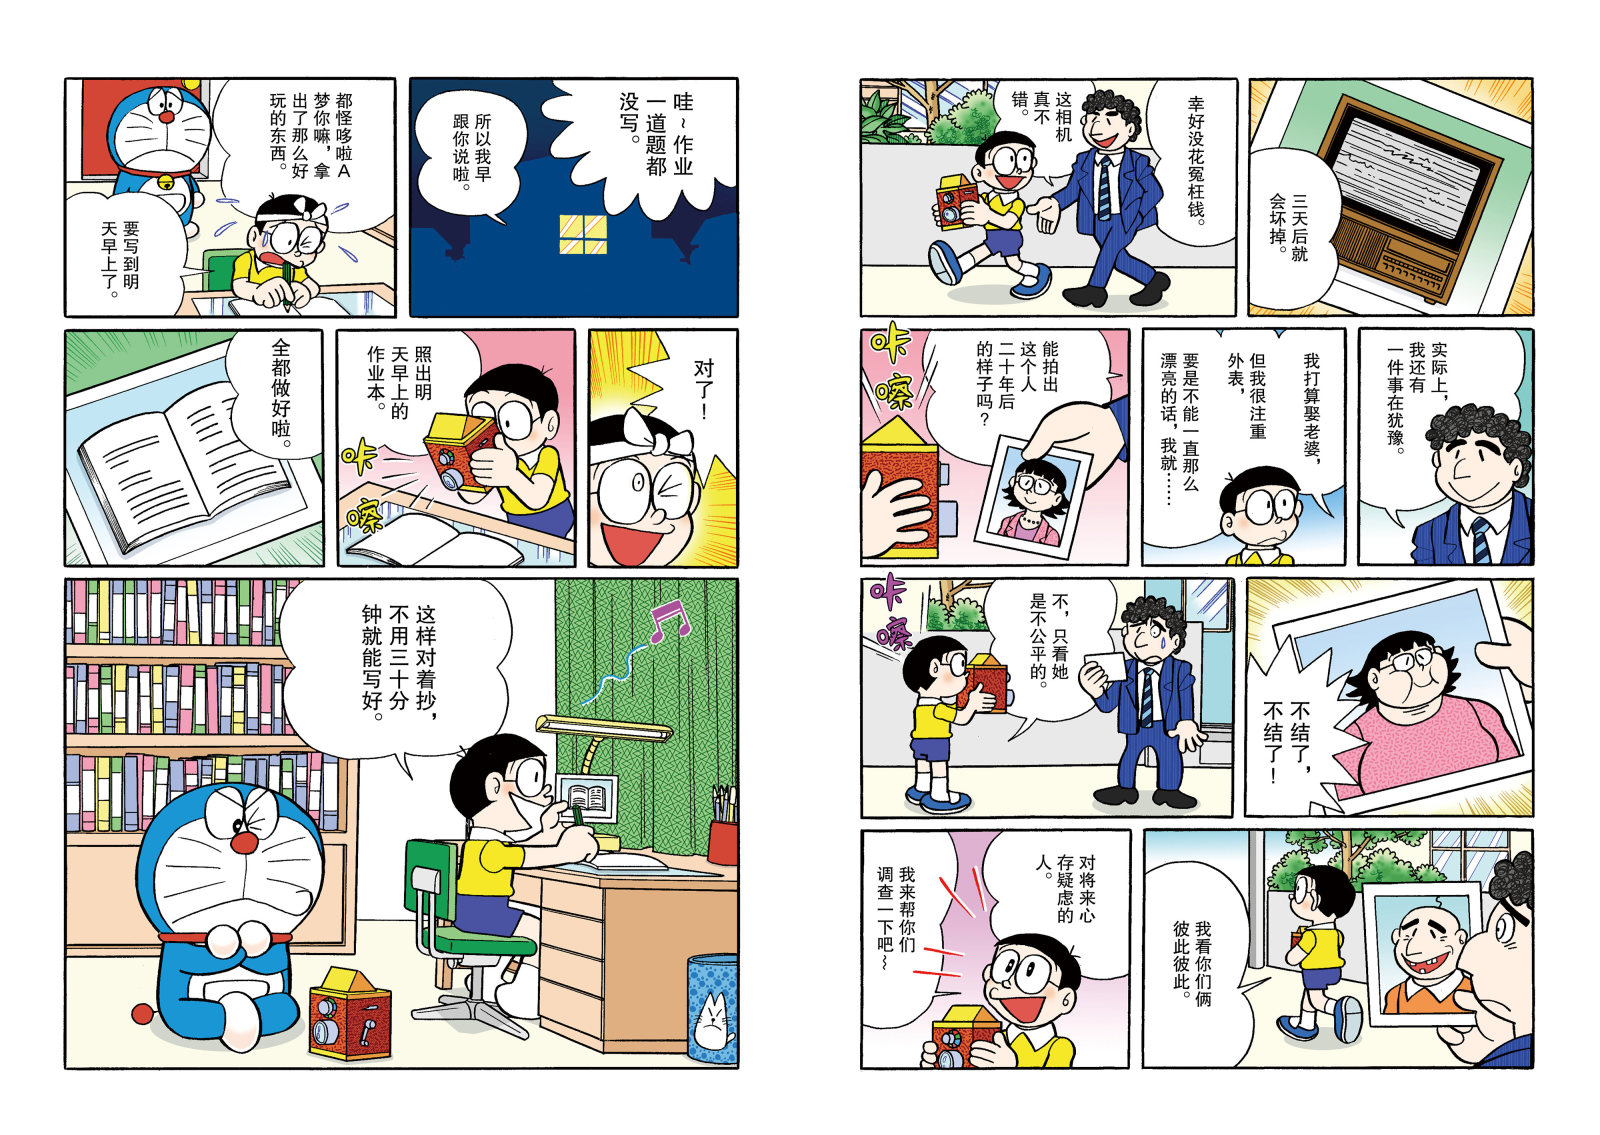 三天后就
会坏掉。
幸好没花冤枉钱。
这相机
真不
错。
实际上，
我还有
一件事在犹豫。
我打算娶老婆，
但我很注重
外表，
要是不能一直那么
漂亮的话，我就……
能拍出
这个人
二十年后
的样子吗？
咔
嚓
不结了，
不结了！
不，只看她
是不公平的。
咔
嚓
我看你们俩
彼此彼此。
对将来心
存疑虑的
人。
我来帮你们
调查一下吧~
哇~作业
一道题都
没写。
所以我早
跟你说啦。
都怪哆啦A
梦你嘛，拿
出了那么好
玩的东西。
要写到明
天早上了。
对了！
照出明
天早上的
作业本。
咔
嚓
全都做好啦。
这样对着抄，
不用三十分
钟就能写好。